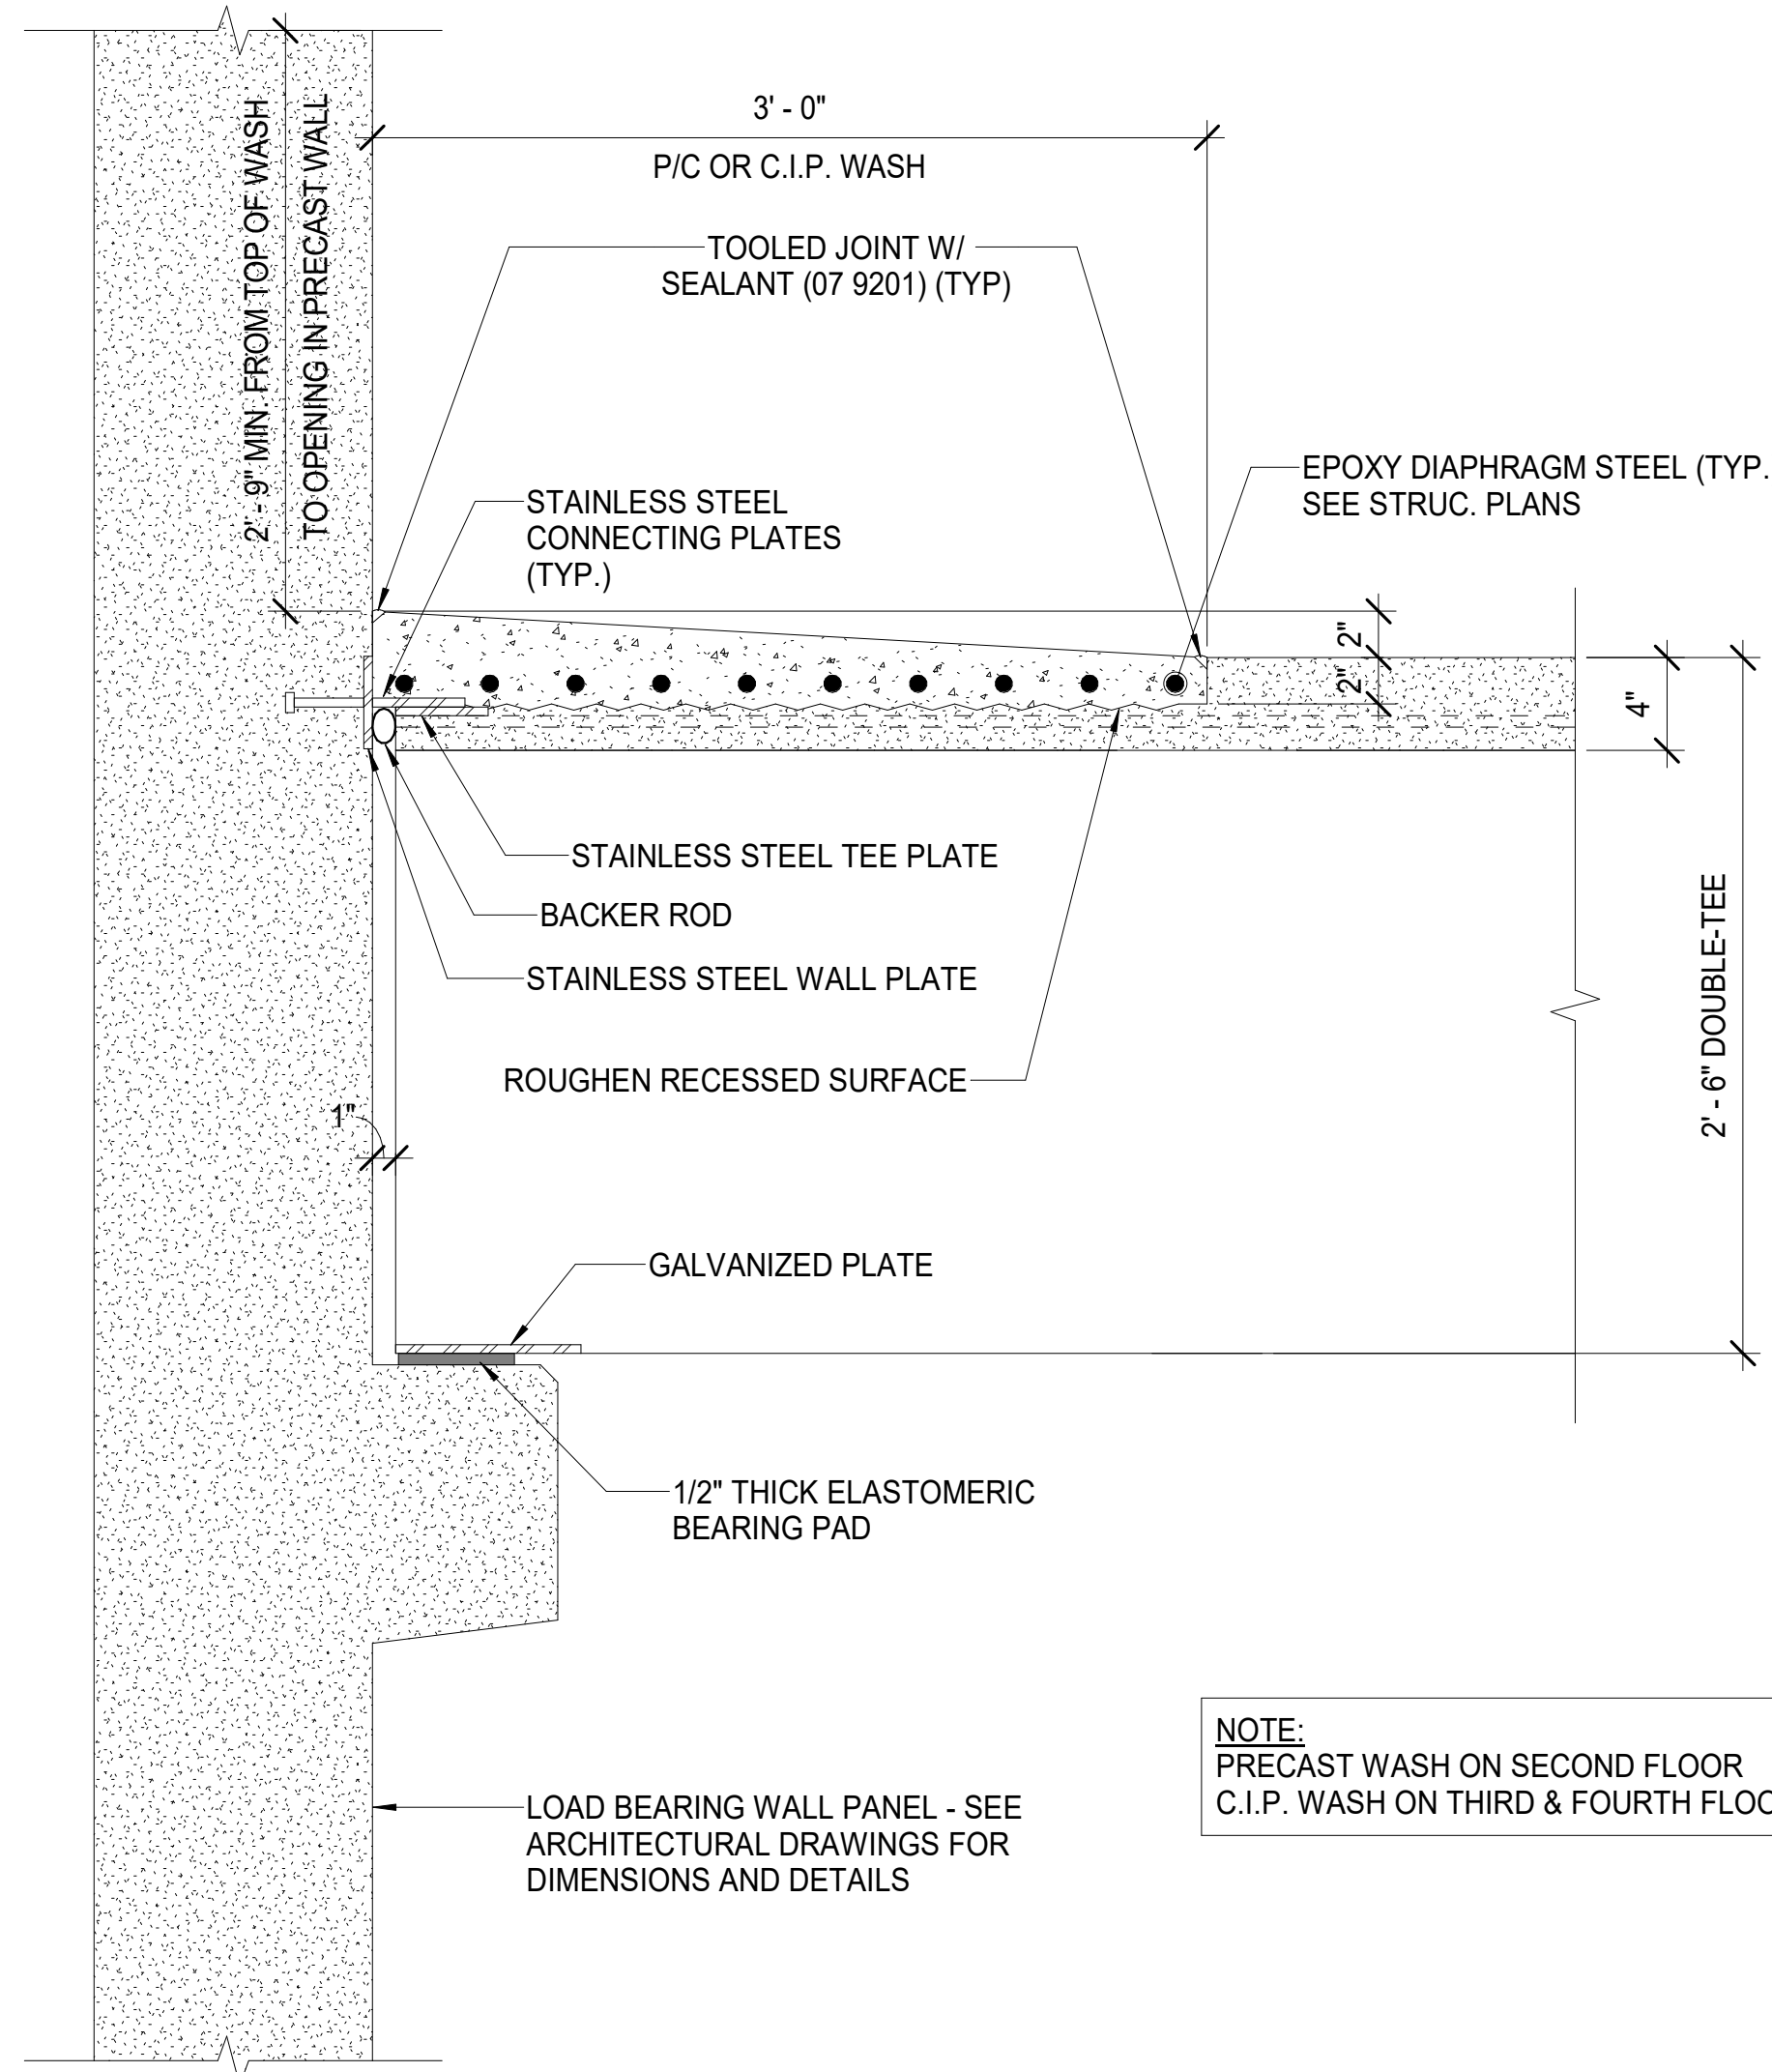 2' - 9" MIN. FROM TOP OF WASH
TO OPENING IN PRECAST WALL
3' - 0"
P/C OR C.I.P. WASH
TOOLED JOINT W/
SEALANT (07 9201) (TYP)
EPOXY DIAPHRAGM STEEL (TYP.
SEE STRUC. PLANS
STAINLESS STEEL
CONNECTING PLATES
(TYP.)
2"
2"
4"
STAINLESS STEEL TEE PLATE
BACKER ROD
STAINLESS STEEL WALL PLATE
2' - 6" DOUBLE-TEE
ROUGHEN RECESSED SURFACE
1"
GALVANIZED PLATE
1/2" THICK ELASTOMERIC
BEARING PAD
NOTE:
PRECAST WASH ON SECOND FLOOR
C.I.P. WASH ON THIRD & FOURTH
LOAD BEARING WALL PANEL - SEE
ARCHITECTURAL DRAWINGS FOR
DIMENSIONS AND DETAILS